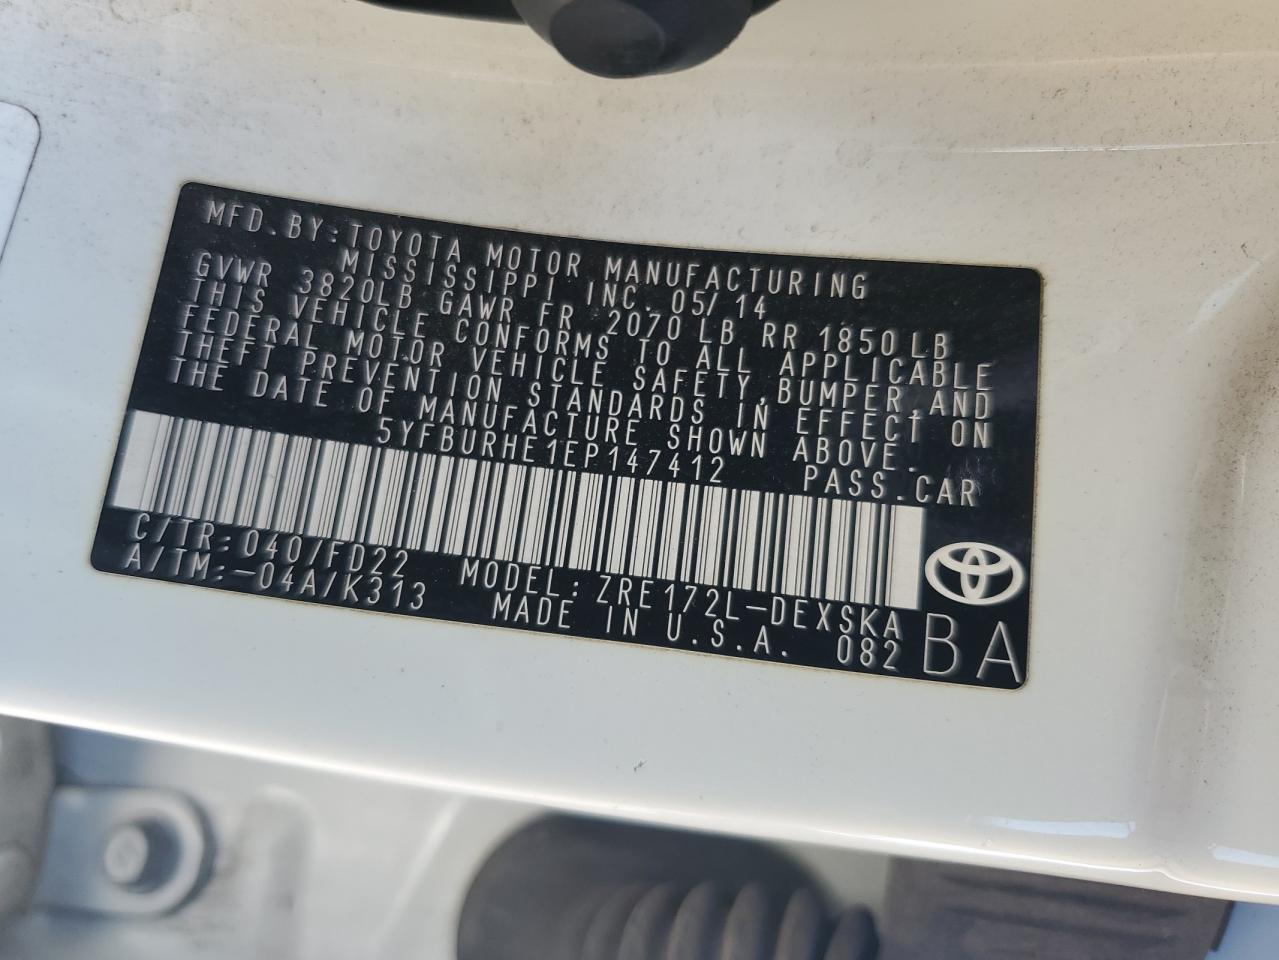 MFD. BY: TOYOTA MOTOR MANUFACTURING
MISSISSIPPI INC. 05/14
GVWR 3820LB GAWR FR 2070 LB RR 1850 LB
THIS VEHICLE CONFORMS TO ALL APPLICABLE
FEDERAL MOTOR VEHICLE SAFETY, BUMPER, AND
THEFT PREVENTION STANDARDS IN EFFECT ON
THE DATE OF MANUFACTURE SHOWN ABOVE.
5YFBURHE1EP147412 PASS. CAR
C/TR: 040/FD22 MODEL: ZRE172L-DEXSKA
A/TM: -04A/K313 MADE IN U.S.A. 082
BA